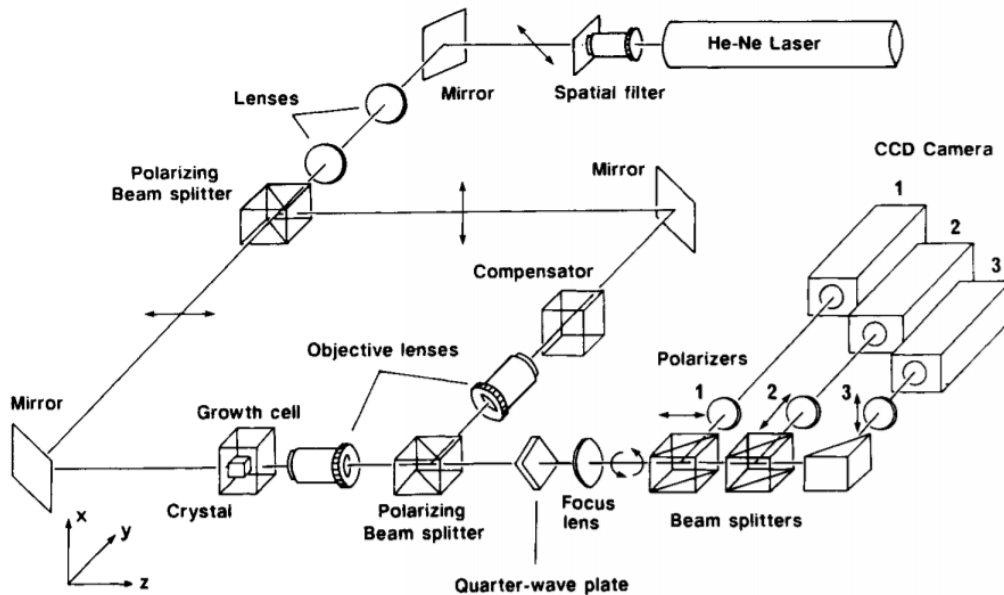 He-Ne Laser
Mirror
Spatial filter
Lenses
CCD Camera
Polarizing
Beam splitter
Mirror
1
2
3
Compensator
Objective lenses
Polarizers
1
2
3
Mirror
Growth cell
Crystal
Polarizing
Beam splitter
Focus
lens
Beam splitters
x
y
z
Quarter-wave plate